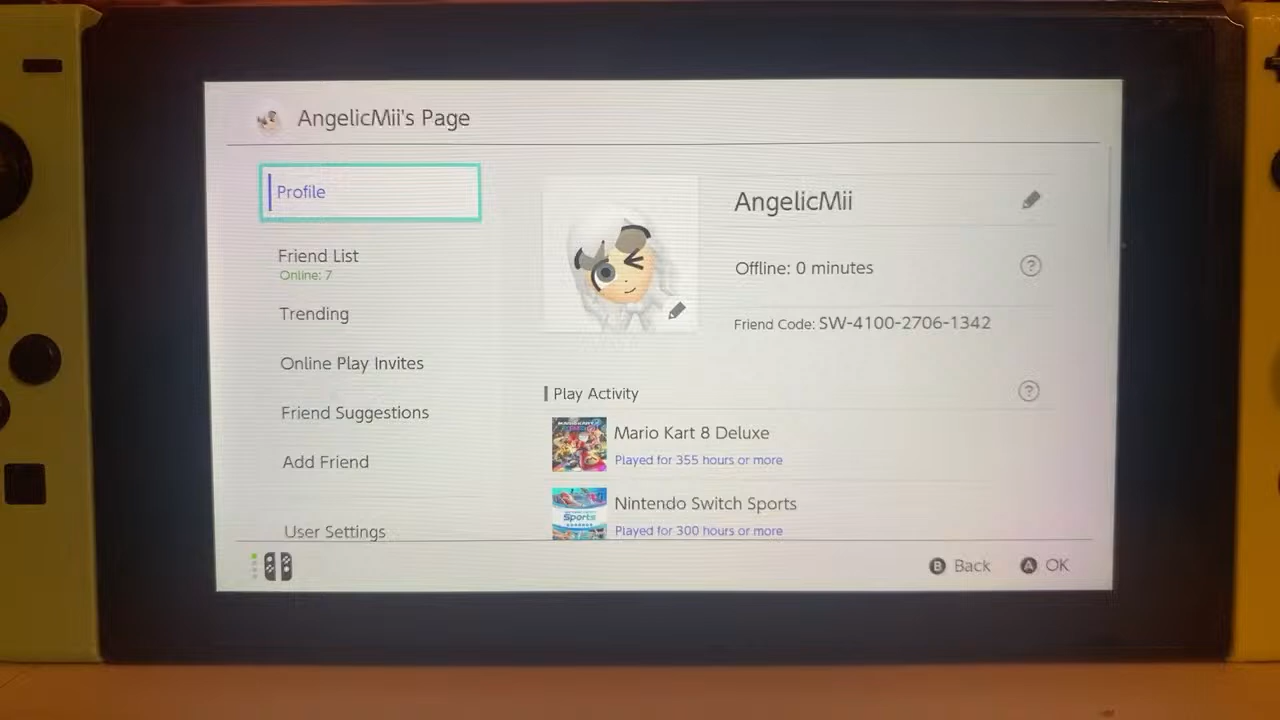 AngelicMii's Page
Profile
Friend List
Online: 7
Trending
Online Play Invites
Friend Suggestions
Add Friend
User Settings
AngelicMii
Offline: 0 minutes
?
Friend Code: SW-4100-2706-1342
Play Activity
?
Mario Kart 8 Deluxe
Played for 355 hours or more
Sports
Nintendo Switch Sports
Played for 300 hours or more
B Back
A OK